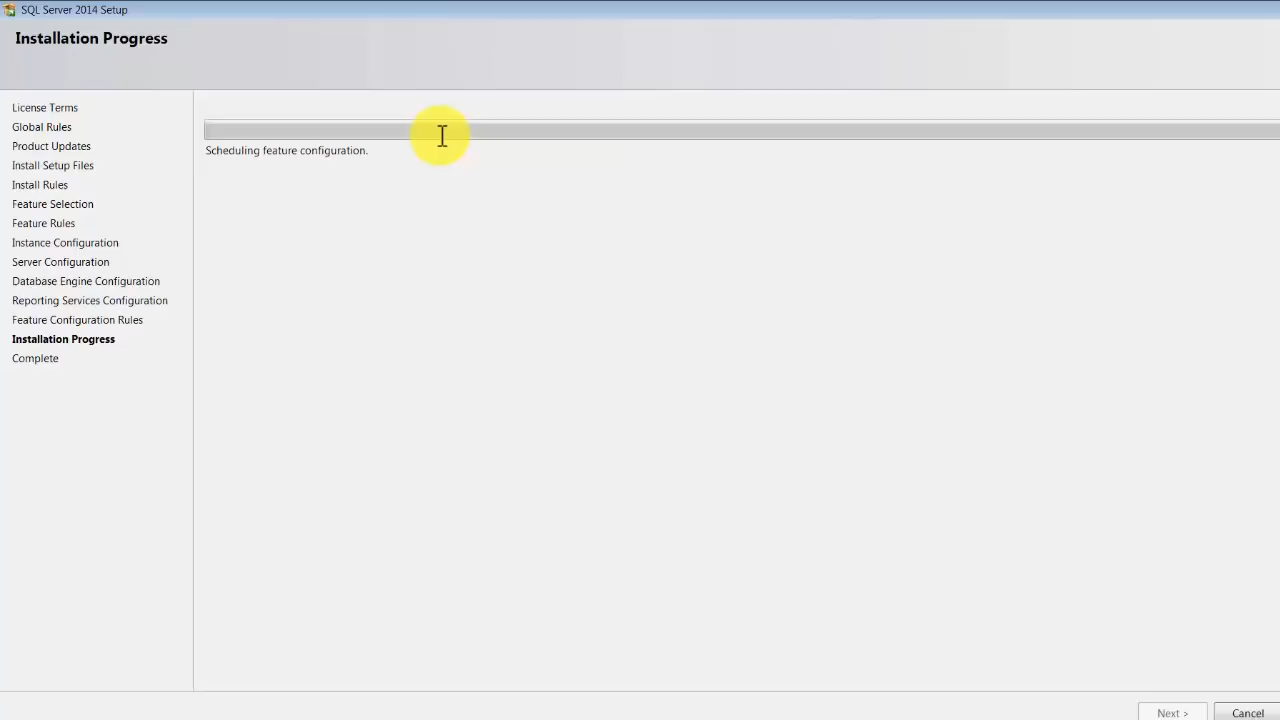 SQL Server 2014 Setup
Installation Progress
License Terms
Global Rules
Product Updates
Install Setup Files
Install Rules
Feature Selection
Feature Rules
Instance Configuration
Server Configuration
Database Engine Configuration
Reporting Services Configuration
Feature Configuration Rules
Installation Progress
Complete
Scheduling feature configuration.
Next >
Cancel